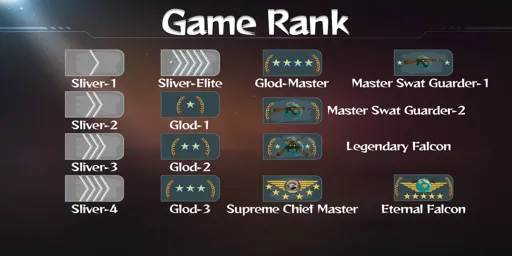 Game Rank
Sliver-1 Sliver-Elite Glod-Master Master Swat Guarder-1
Sliver-2 Glod-1 Master Swat Guarder-2
Sliver-3 Glod-2 Legendary Falcon
Sliver-4 Glod-3 Supreme Chief Master Eternal Falcon